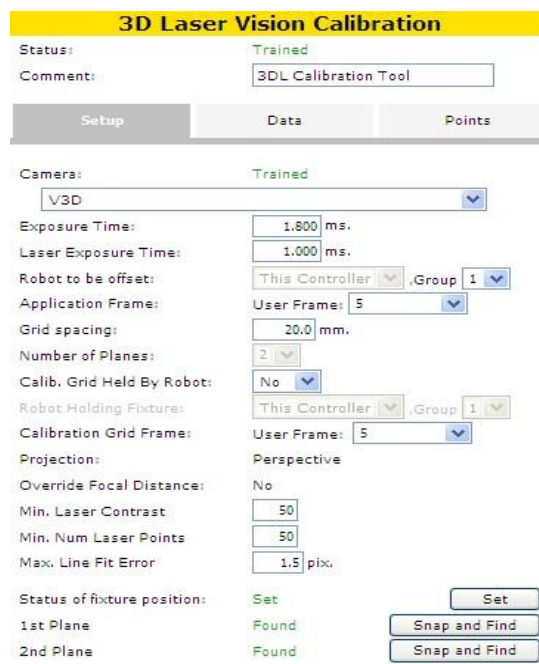 3D Laser Vision Calibration
Status: Trained
Comment: 3DL Calibration Tool
Setup Data Points
Camera: Trained
V3D
Exposure Time: 1.800 ms.
Laser Exposure Time: 1.000 ms.
Robot to be offset: This Controller ,Group 1
Application Frame: User Frame: 5
Grid spacing: 20.0 mm.
Number of Planes: 2
Calib. Grid Held By Robot: No
Robot Holding Fixture: This Controller ,Group 1
Calibration Grid Frame: User Frame: 5
Projection: Perspective
Override Focal Distance: No
Min. Laser Contrast 50
Min. Num Laser Points 50
Max. Line Fit Error 1.5 pix.
Status of fixture position: Set Set
1st Plane Found Snap and Find
2nd Plane Found Snap and Find